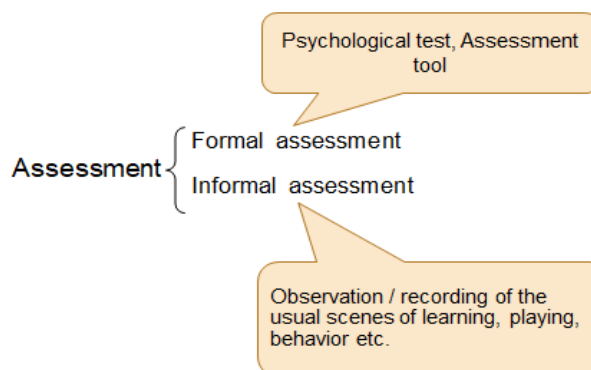 Psychological test, Assessment
tool
Formal assessment
Assessment
Informal assessment
Observation / recording of the
usual scenes of learning, playing,
behavior etc.